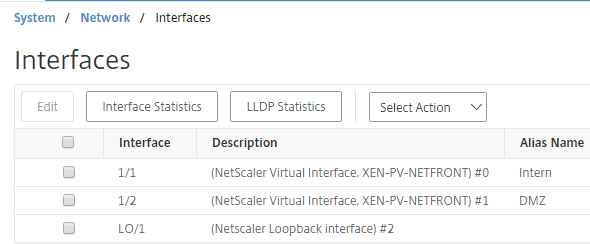 System / Network / Interfaces
Interfaces
Edit Interface Statistics LLDP Statistics Select Action
Interface Description Alias Name
1/1 (NetScaler Virtual Interface, XEN-PV-NETFRONT) #0 Intern
1/2 (NetScaler Virtual Interface, XEN-PV-NETFRONT) #1 DMZ
LO/1 (Netscaler Loopback interface) #2